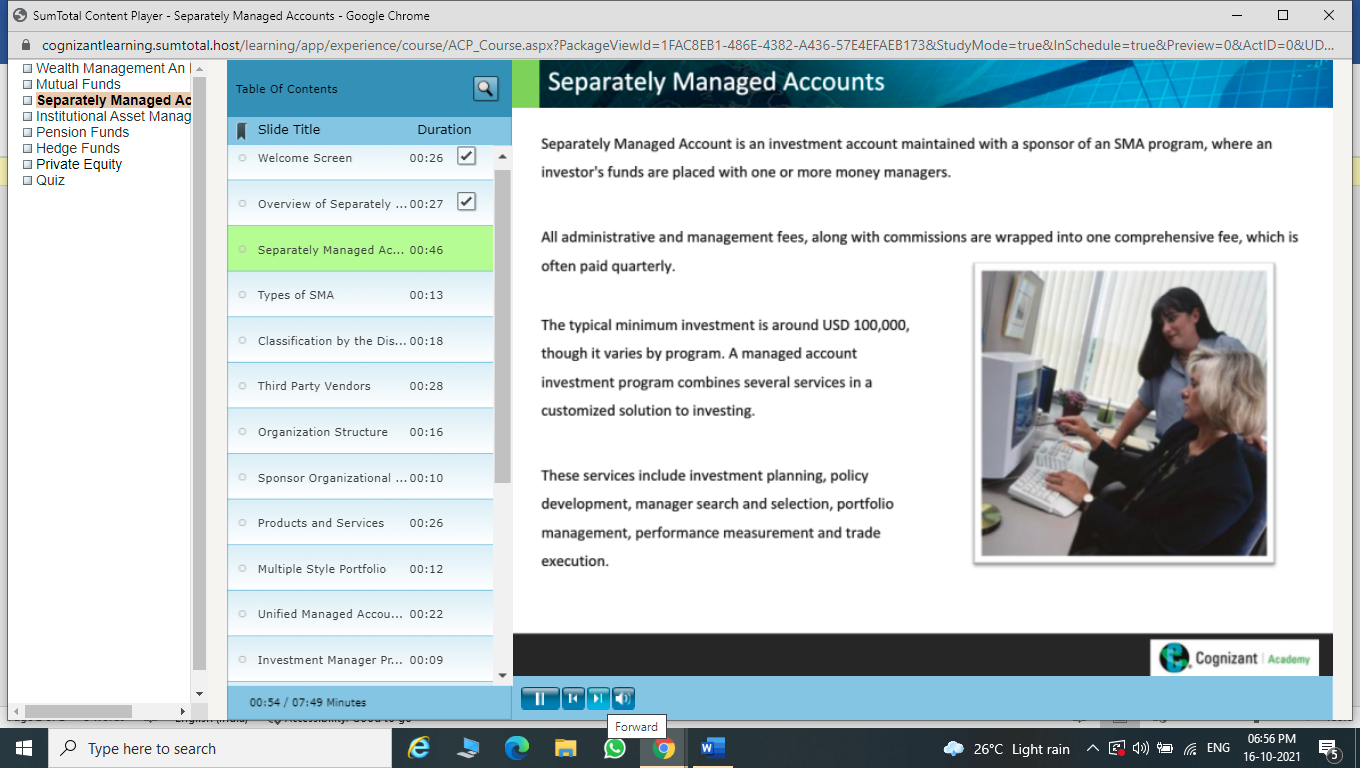 SumTotal Content Player - Separately Managed Accounts - Google Chrome
cognizantlearning.sumtotal.host/learning/app/experience/course/ACP_Course.aspx?PackageViewId=1FAC8EB1-486E-4382-A436-57E4EFAEB173&StudyMode=true&InSchedule=true&Preview=0&ActID=0&UD...
Wealth Management An
Mutual Funds
Separately Managed Ac
Institutional Asset Manag
Pension Funds
Hedge Funds
Private Equity
Quiz
Table Of Contents
Slide Title Duration
Welcome Screen 00:26
Overview of Separately ... 00:27
Separately Managed Ac... 00:46
Types of SMA 00:13
Classification by the Dis... 00:18
Third Party Vendors 00:28
Organization Structure 00:16
Sponsor Organizational ... 00:10
Products and Services 00:26
Multiple Style Portfolio 00:12
Unified Managed Accou... 00:22
Investment Manager Pr... 00:09
00:54 / 07:49 Minutes
Separately Managed Accounts
Separately Managed Account is an investment account maintained with a sponsor of an SMA program, where an
investor's funds are placed with one or more money managers.
All administrative and management fees, along with commissions are wrapped into one comprehensive fee, which is
often paid quarterly.
The typical minimum investment is around USD 100,000,
though it varies by program. A managed account
investment program combines several services in a
customized solution to investing.
These services include investment planning, policy
development, manager search and selection, portfolio
management, performance measurement and trade
execution.
Cognizant Academy
Forward
Type here to search
26°C Light rain
ENG
06:56 PM
16-10-2021
5